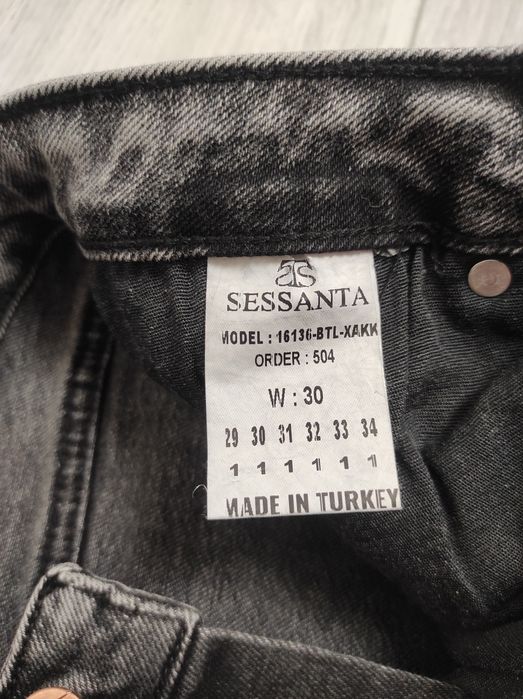 SESSANTA
MODEL : 16136-BTL-XAKK
ORDER : 504
W : 30
29 30 31 32 33 34
1 1 1 1 1 1
MADE IN TURKEY